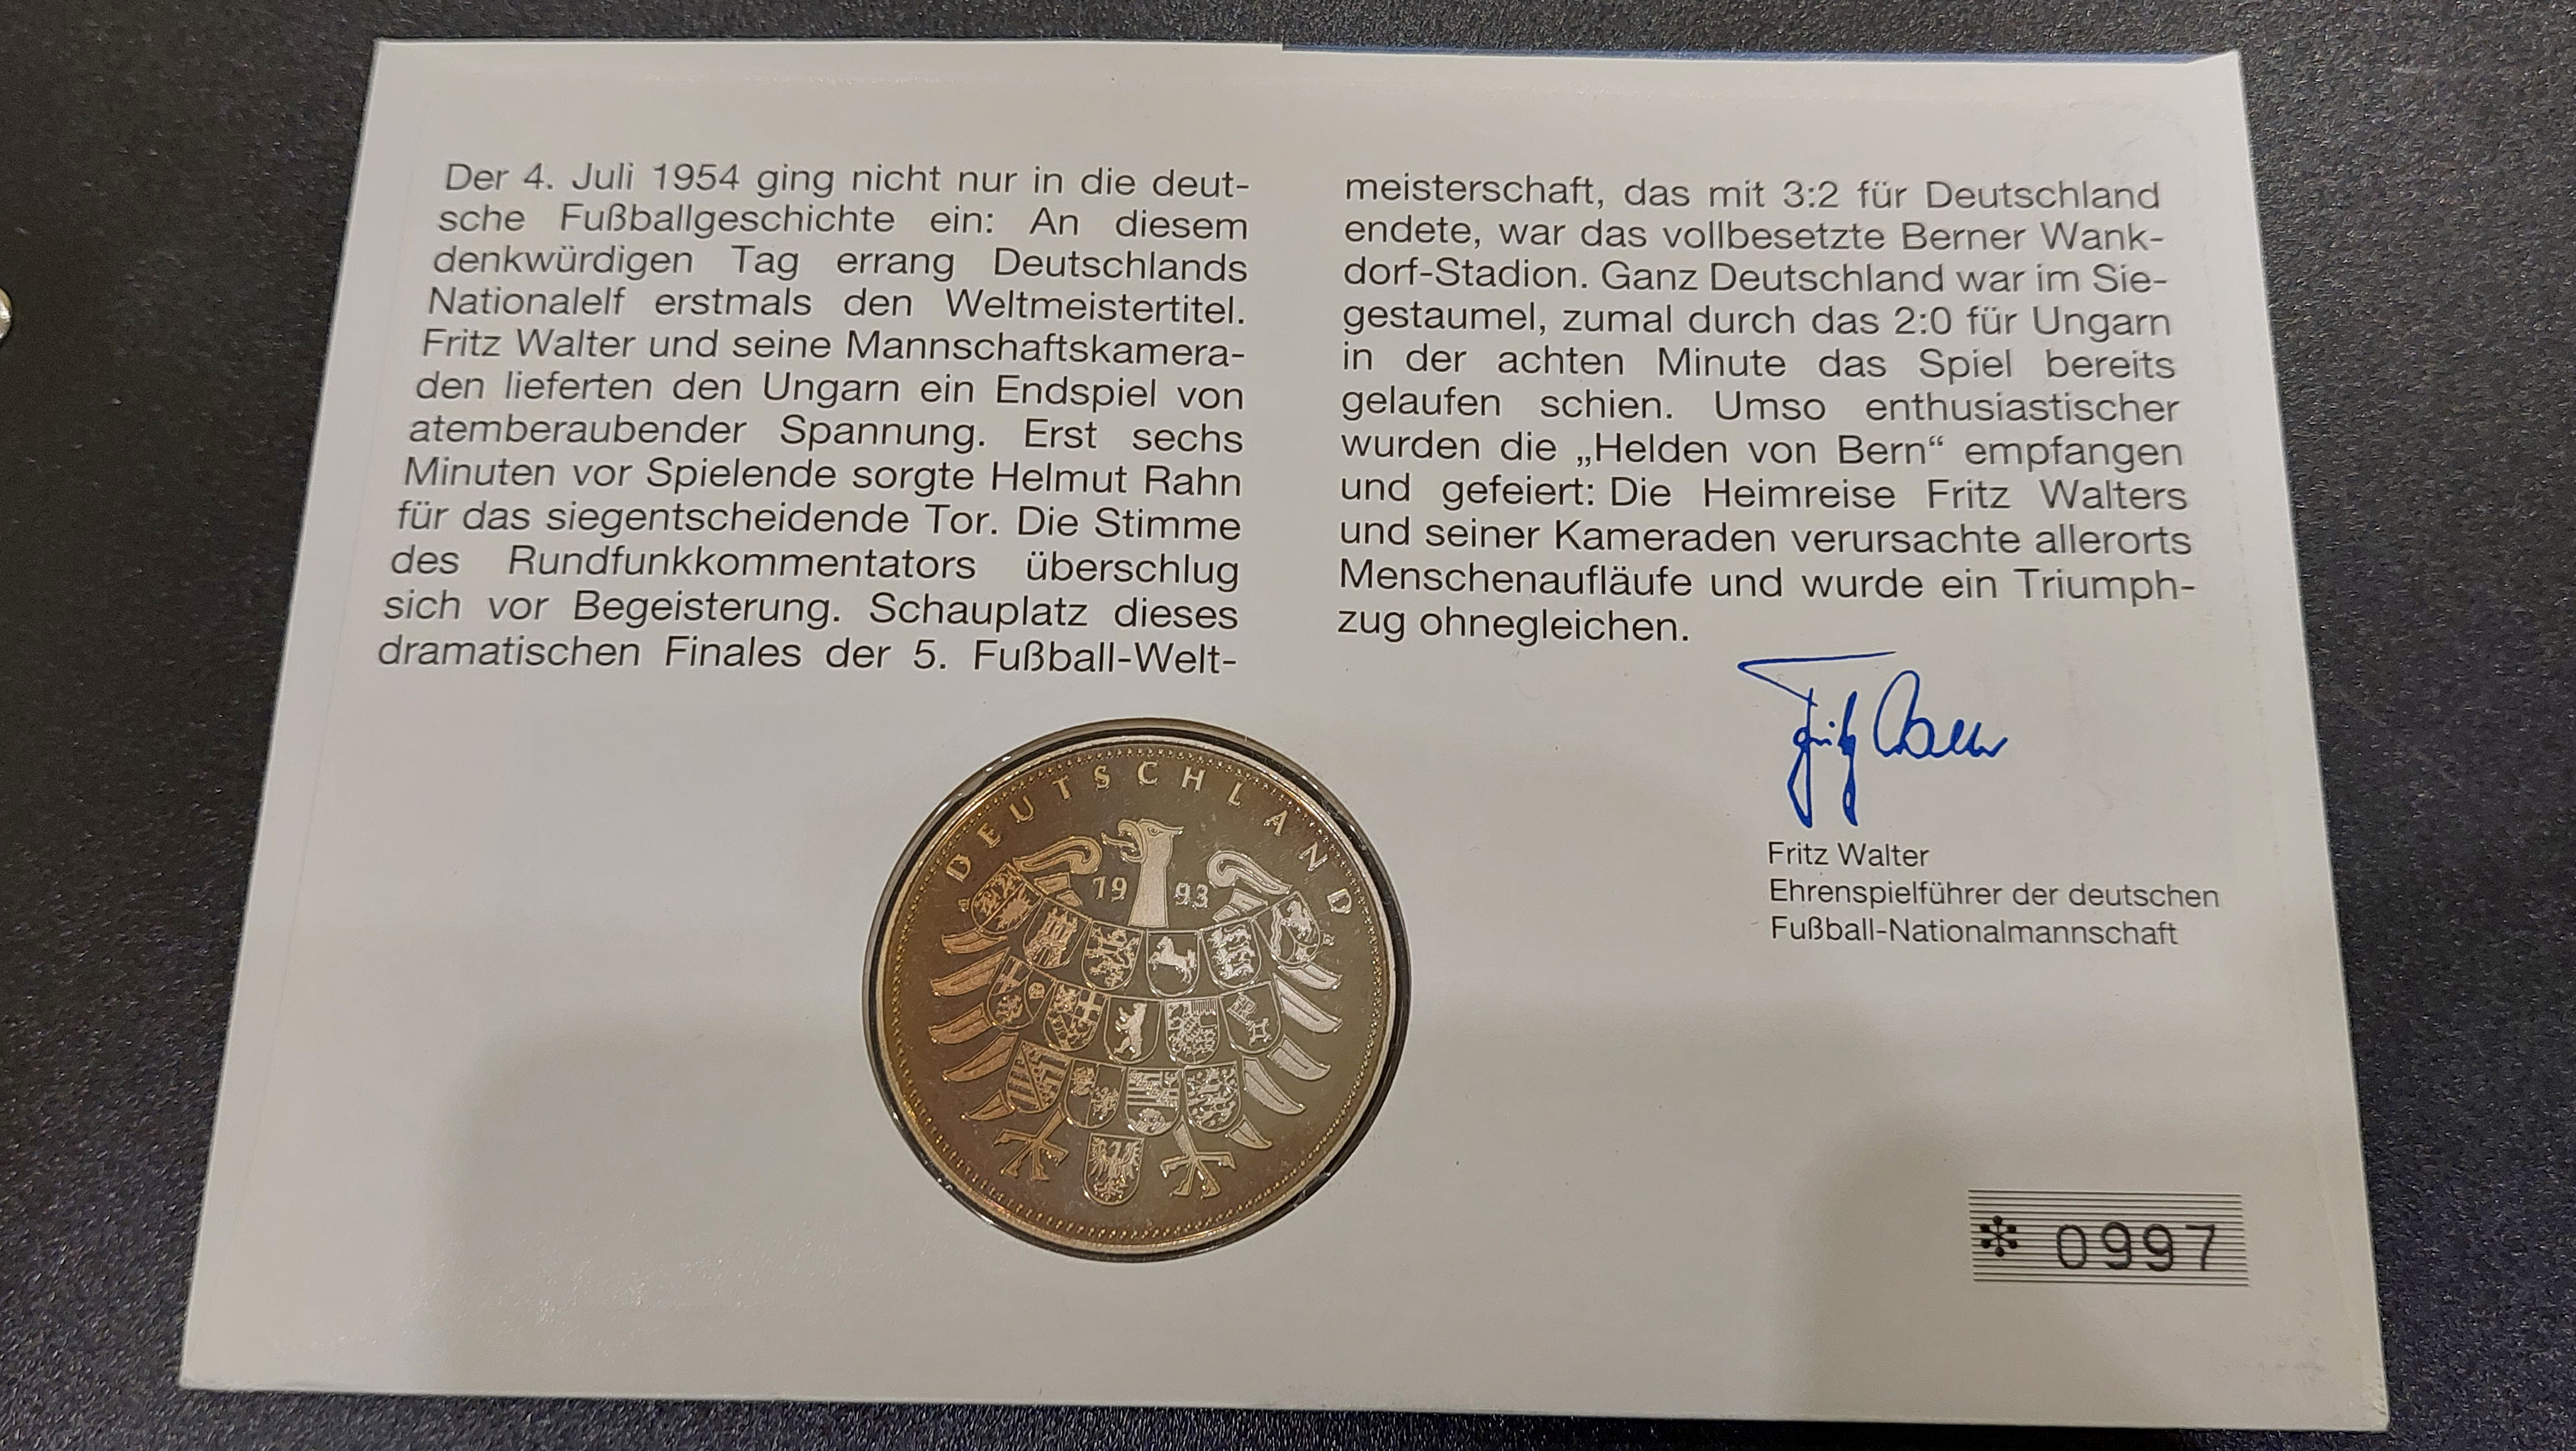 Der 4. Juli 1954 ging nicht nur in die deut-
sche Fußballgeschichte ein: An diesem
denkwürdigen Tag errang Deutschlands
Nationalelf erstmals den Weltmeistertitel.
Fritz Walter und seine Mannschaftskamera-
den lieferten den Ungarn ein Endspiel von
atemberaubender Spannung. Erst sechs
Minuten vor Spielende sorgte Helmut Rahn
für das siegentscheidende Tor. Die Stimme
des Rundfunkkommentators überschlug
sich vor Begeisterung. Schauplatz dieses
dramatischen Finales der 5. Fußball-Welt-
meisterschaft, das mit 3:2 für Deutschland
endete, war das vollbesetzte Berner Wank-
dorf-Stadion. Ganz Deutschland war im Sie-
gestaumel, zumal durch das 2:0 für Ungarn
in der achten Minute das Spiel bereits
gelaufen schien. Umso enthusiastischer
wurden die „Helden von Bern“ empfangen
und gefeiert: Die Heimreise Fritz Walters
und seiner Kameraden verursachte allerorts
Menschenaufläufe und wurde ein Triumph-
zug ohnegleichen.
Fritz Walter
Fritz Walter
Ehrenspielführer der deutschen
Fußball-Nationalmannschaft
DEUTSCHLAND
1993
* 0997